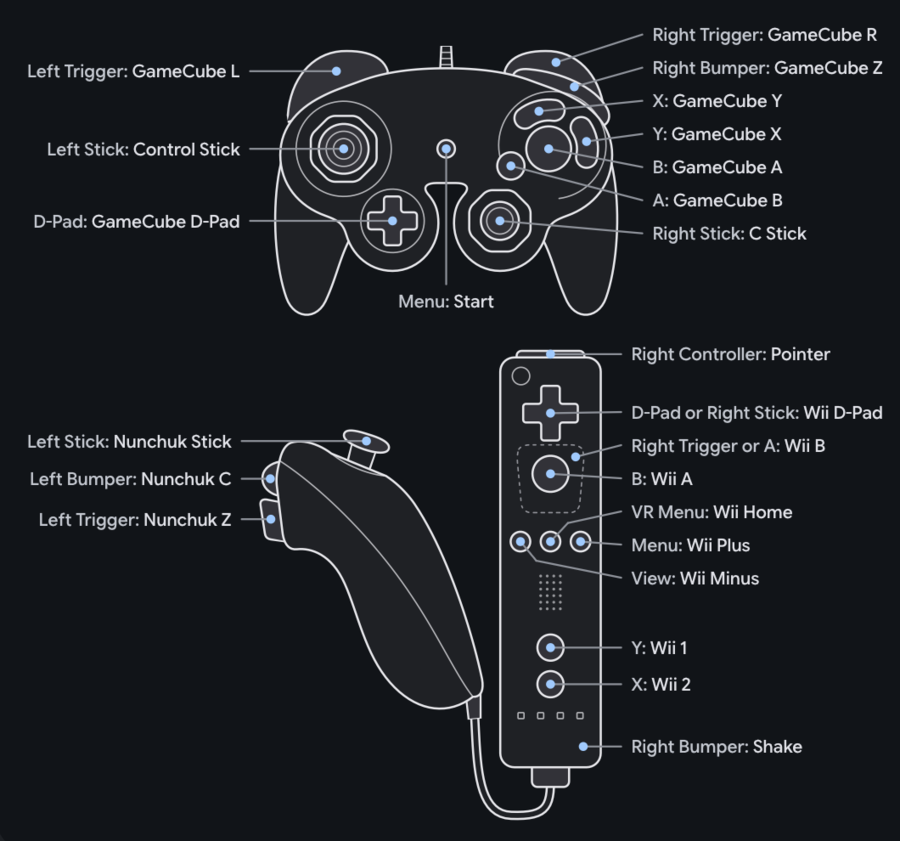 Left Trigger: GameCube L
Left Stick: Control Stick
D-Pad: GameCube D-Pad
Menu: Start
Right Trigger: GameCube R
Right Bumper: GameCube Z
X: GameCube Y
Y: GameCube X
B: GameCube A
A: GameCube B
Right Stick: C Stick
Left Stick: Nunchuk Stick
Left Bumper: Nunchuk C
Left Trigger: Nunchuk Z
Right Controller: Pointer
D-Pad or Right Stick: Wii D-Pad
Right Trigger or A: Wii B
B: Wii A
VR Menu: Wii Home
Menu: Wii Plus
View: Wii Minus
Y: Wii 1
X: Wii 2
Right Bumper: Shake